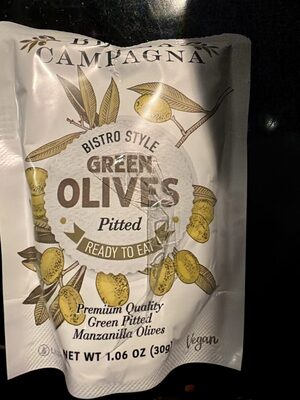 CAMPAGNA
BISTRO STYLE
GREEN
OLIVES
Pitted
READY TO EAT
Premium Quality
Green Pitted
Manzanilla Olives
Vegan
NET WT 1.06 OZ (30g)